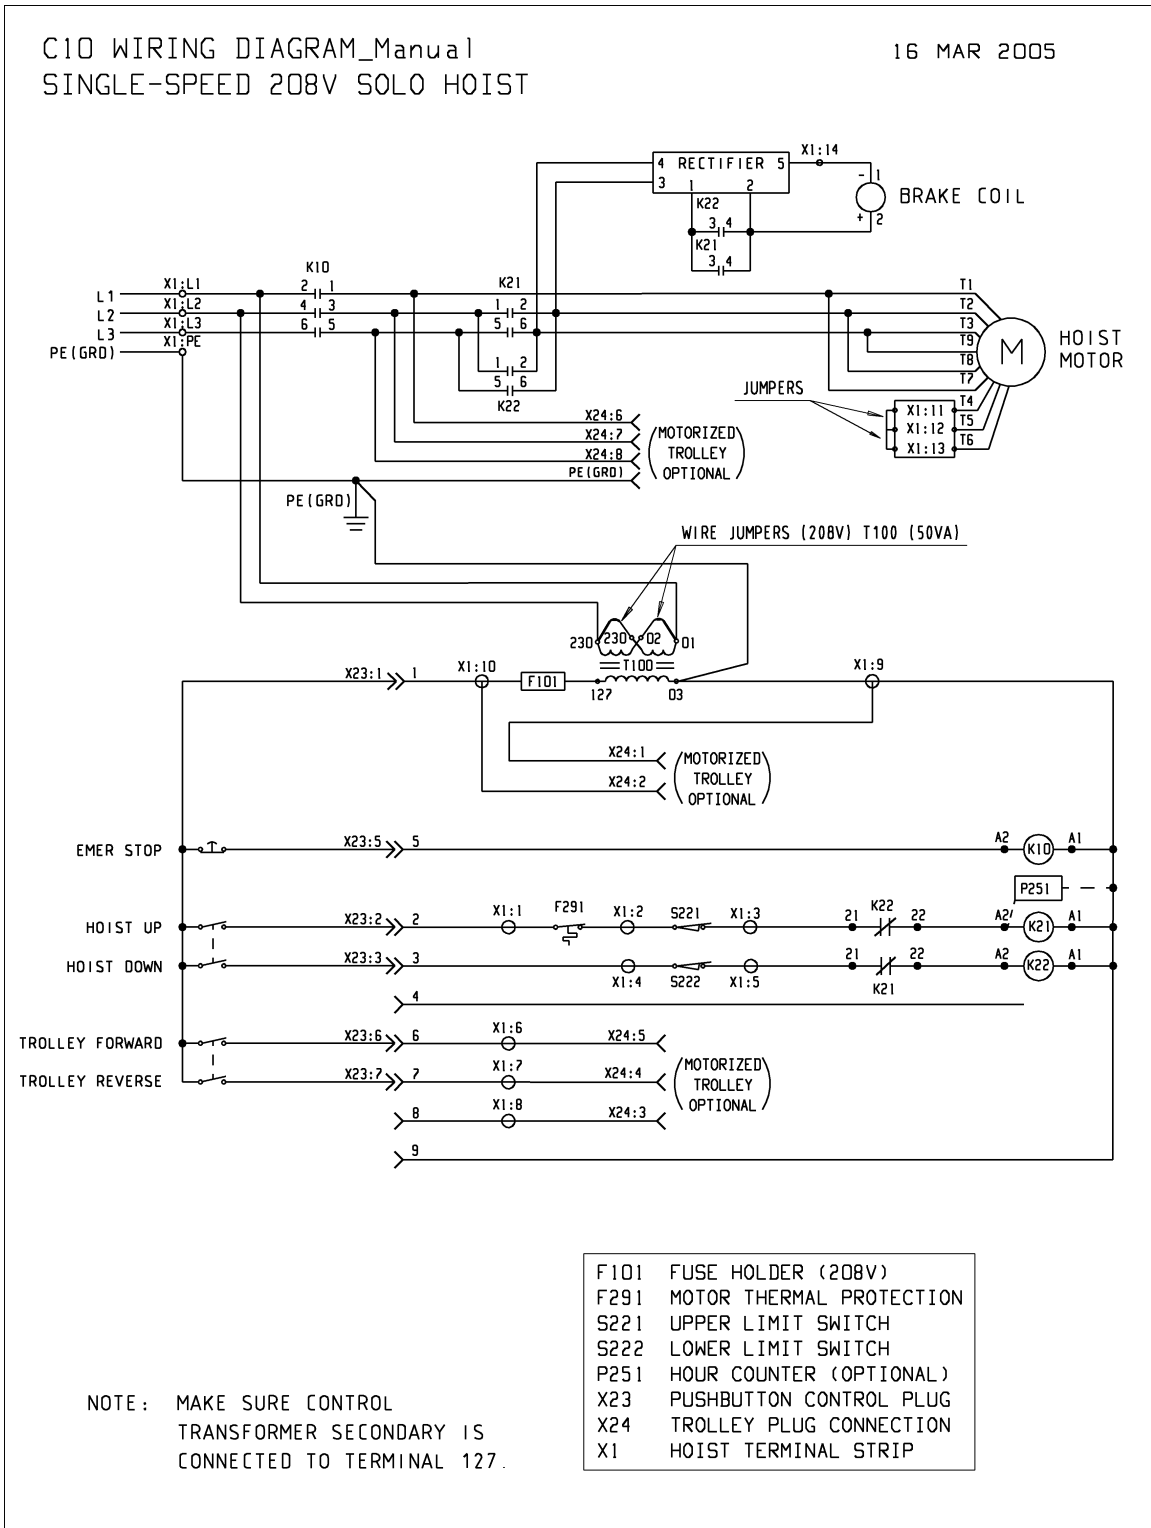 C10 WIRING DIAGRAM_Manual
16 MAR 2005
SINGLE-SPEED 208V SOLO HOIST
X1:14
4 RECTIFIER 5
3
1 2
- 1
BRAKE COIL
+ 2
K22
3 4
K21
3 4
K10
K21
L1 X1:L1 2 1 T1
L2 X1:L2 4 3 1 2 T2
L3 X1:L3 6 5 5 6 T3
PE(GRD) X1:PE
T9
T8
T7
M
HOIST
MOTOR
1 2
5 6
K22
JUMPERS
X1:11 T4
X1:12 T5
X1:13 T6
X24:6
X24:7
X24:8
PE(GRD)
(MOTORIZED)
TROLLEY
OPTIONAL
PE(GRD)
WIRE JUMPERS (208V) T100 (50VA)
230 230 02 01
T100
X23:1 1 X1:10 F101 127 03 X1:9
X24:1
X24:2
(MOTORIZED)
TROLLEY
OPTIONAL
EMER STOP X23:5 5 A2 K10 A1
P251
HOIST UP X23:2 2 X1:1 F291 X1:2 S221 X1:3 21 K22 22 A2 K21 A1
HOIST DOWN X23:3 3 X1:4 S222 X1:5 21 K21 22 A2 K22 A1
4
TROLLEY FORWARD X23:6 6 X1:6 X24:5
TROLLEY REVERSE X23:7 7 X1:7 X24:4
8 X1:8 X24:3
(MOTORIZED)
TROLLEY
OPTIONAL
9
F101 FUSE HOLDER (208V)
F291 MOTOR THERMAL PROTECTION
S221 UPPER LIMIT SWITCH
S222 LOWER LIMIT SWITCH
P251 HOUR COUNTER (OPTIONAL)
X23 PUSHBUTTON CONTROL PLUG
X24 TROLLEY PLUG CONNECTION
X1 HOIST TERMINAL STRIP
NOTE: MAKE SURE CONTROL
TRANSFORMER SECONDARY IS
CONNECTED TO TERMINAL 127.